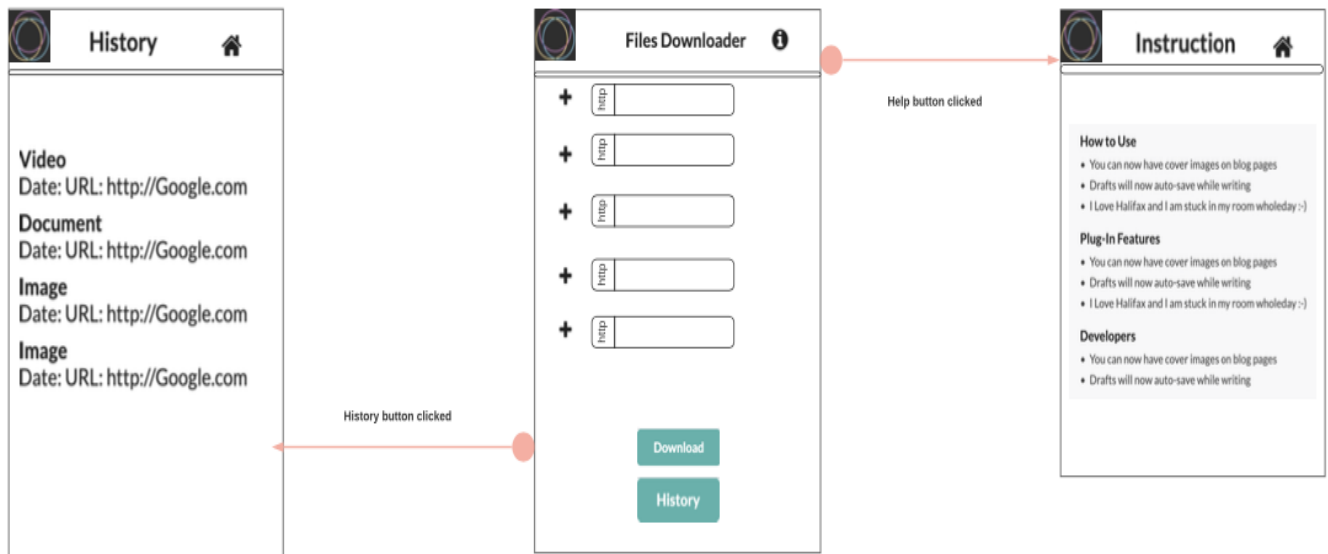 History
Video
Date: URL: http://Google.com
Document
Date: URL: http://Google.com
Image
Date: URL: http://Google.com
Image
Date: URL: http://Google.com
History button clicked
Files Downloader
http
http
http
http
http
Download
History
Help button clicked
Instruction
How to Use
• You can now have cover images on blog pages
• Drafts will now auto-save while writing
• I Love Halifax and I am stuck in my room wholeday :-)
Plug-In Features
• You can now have cover images on blog pages
• Drafts will now auto-save while writing
• I Love Halifax and I am stuck in my room wholeday :-)
Developers
• You can now have cover images on blog pages
• Drafts will now auto-save while writing